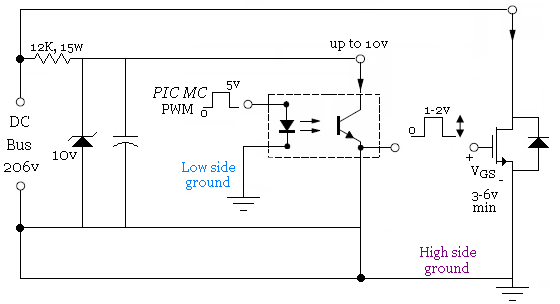 12K, 15W
up to 10v
PIC MC
PWM
5v
0
1-2v
0
DC
Bus
206v
10v
Low side
ground
+
VGS
-
3-6v
min
High side
ground